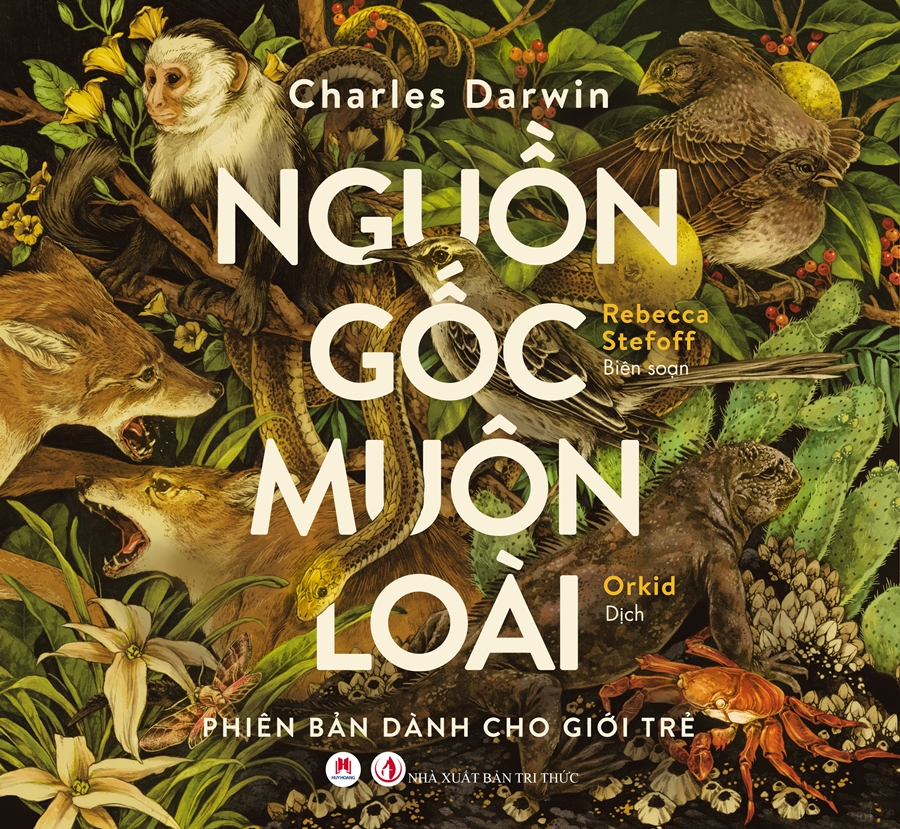 Charles Darwin
NGUỒN
GỐC
Rebecca
Stefoff
Biên soạn
MUÔN
LOÀI
Orkid
Dịch
PHIÊN BẢN DÀNH CHO GIỚI TRẺ
HUYHOANG
NHÀ XUẤT BẢN TRI THỨC